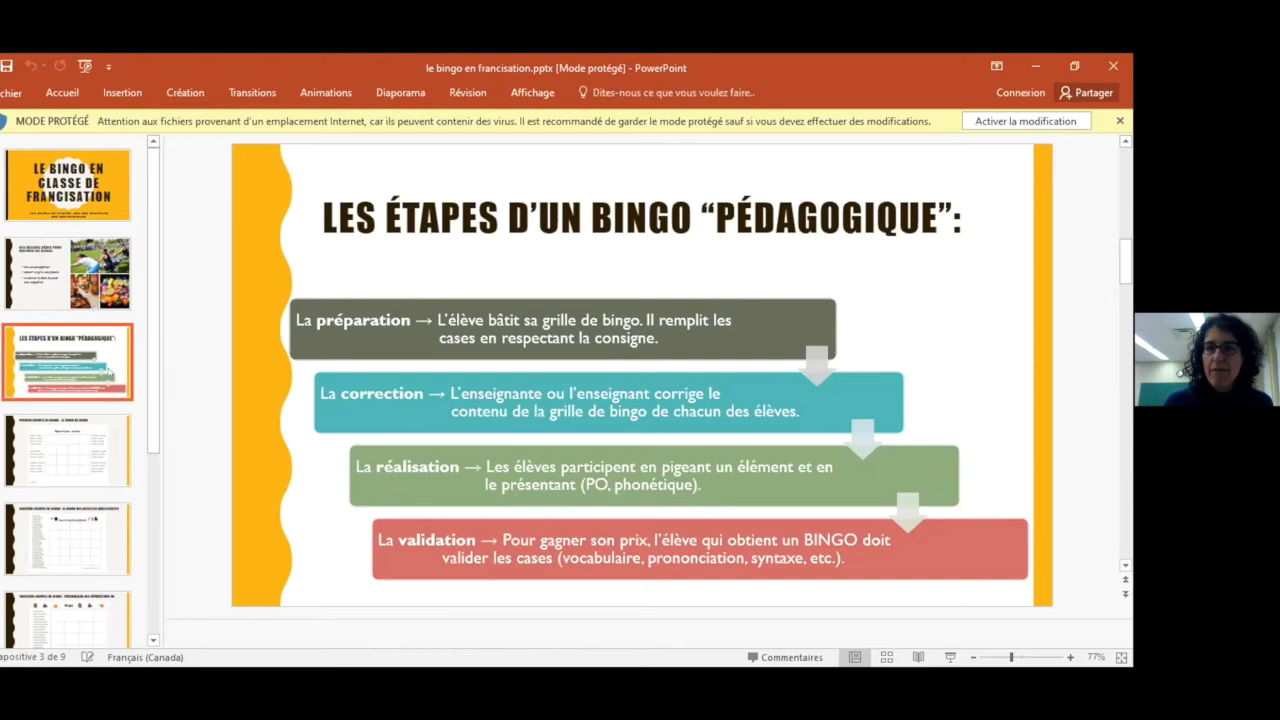 le bingo en francisation.pptx [Mode protégé] - PowerPoint
chier Accueil Insertion Création Transitions Animations Diaporama Révision Affichage Dites-nous ce que vous voulez faire.. Connexion Partager
MODE PROTÉGÉ Attention aux fichiers provenant d'un emplacement Internet, car ils peuvent contenir des virus. Il est recommandé de garder le mode protégé sauf si vous devez effectuer des modifications. Activer la modification
LE BINGO EN
CLASSE DE
FRANCISATION
LES ÉTAPES D'UN BINGO "PÉDAGOGIQUE":
LES ÉTAPES D'UN BINGO “PÉDAGOGIQUE”:
La préparation → L'élève bâtit sa grille de bingo. Il remplit les
cases en respectant la consigne.
La correction → L'enseignante ou l'enseignant corrige le
contenu de la grille de bingo de chacun des élèves.
La réalisation → Les élèves participent en pigeant un élément et en
le présentant (PO, phonétique).
La validation → Pour gagner son prix, l'élève qui obtient un BINGO doit
valider les cases (vocabulaire, prononciation, syntaxe, etc.).
apositive 3 de 9 Français (Canada) Commentaires 77%